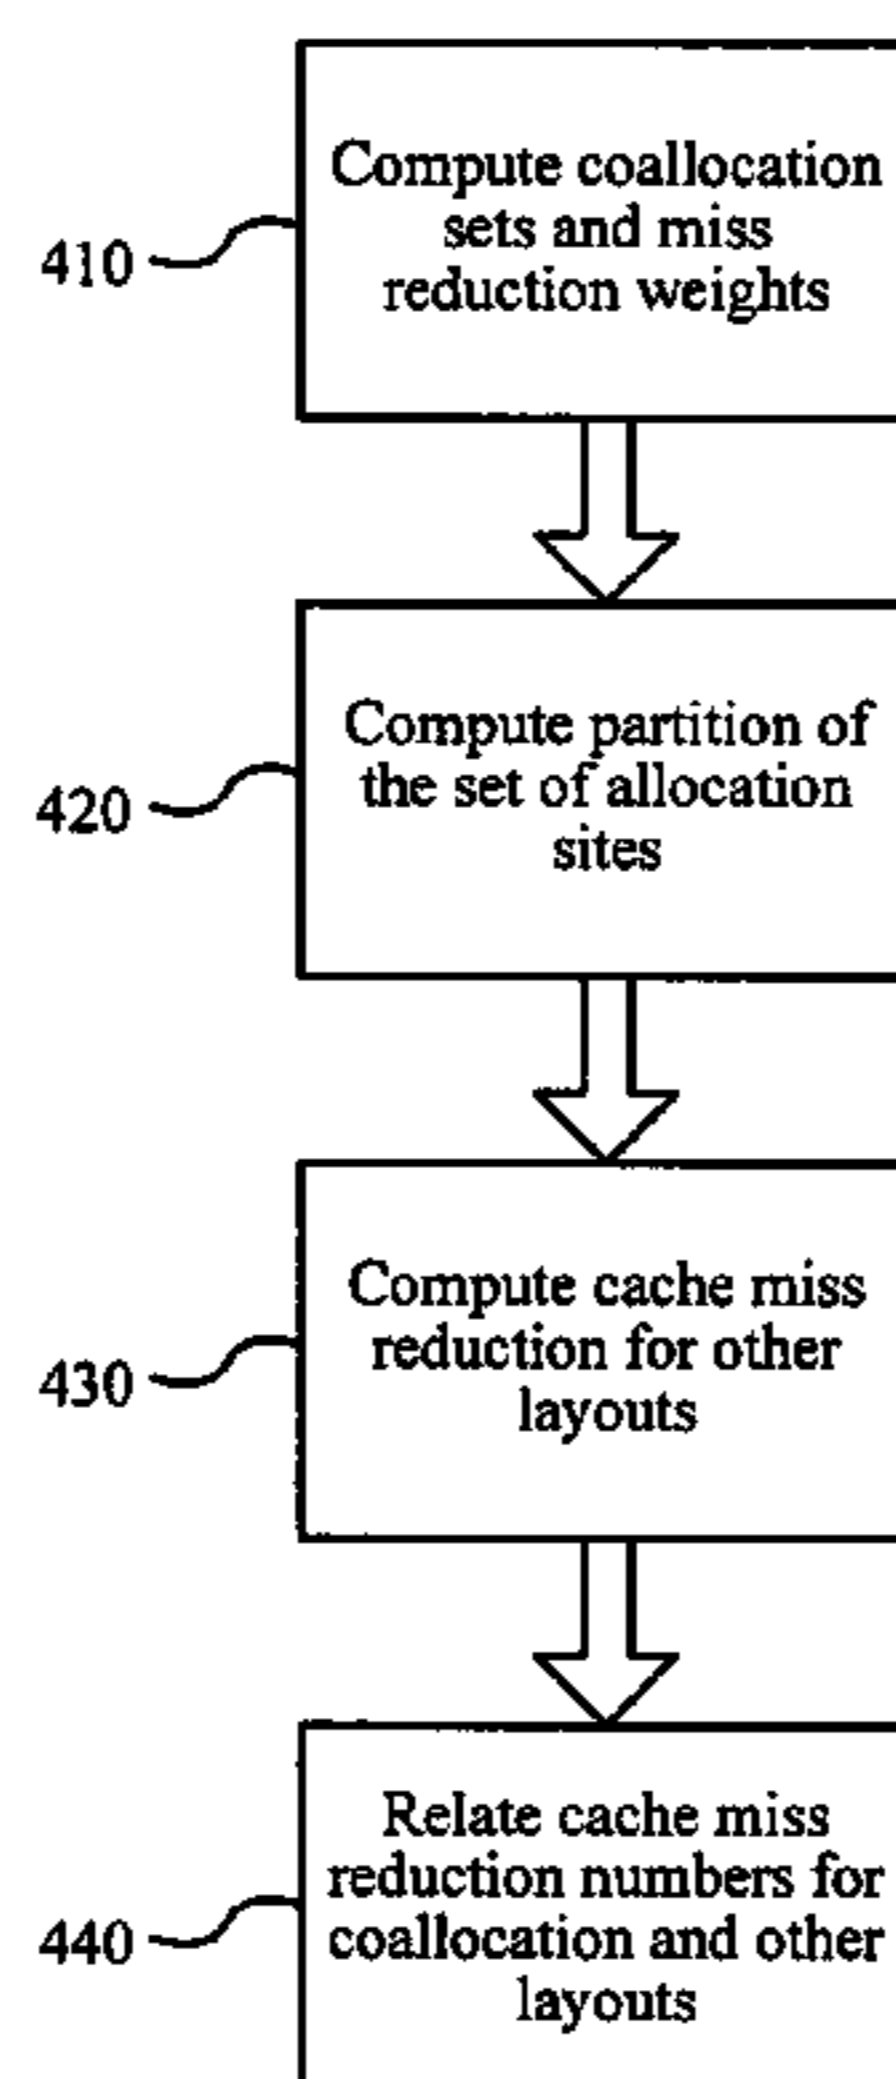 Compute coallocation
sets and miss
reduction weights
410
Compute partition of
the set of allocation
sites
420
Compute cache miss
reduction for other
layouts
430
Relate cache miss
reduction numbers for
coallocation and other
layouts
440